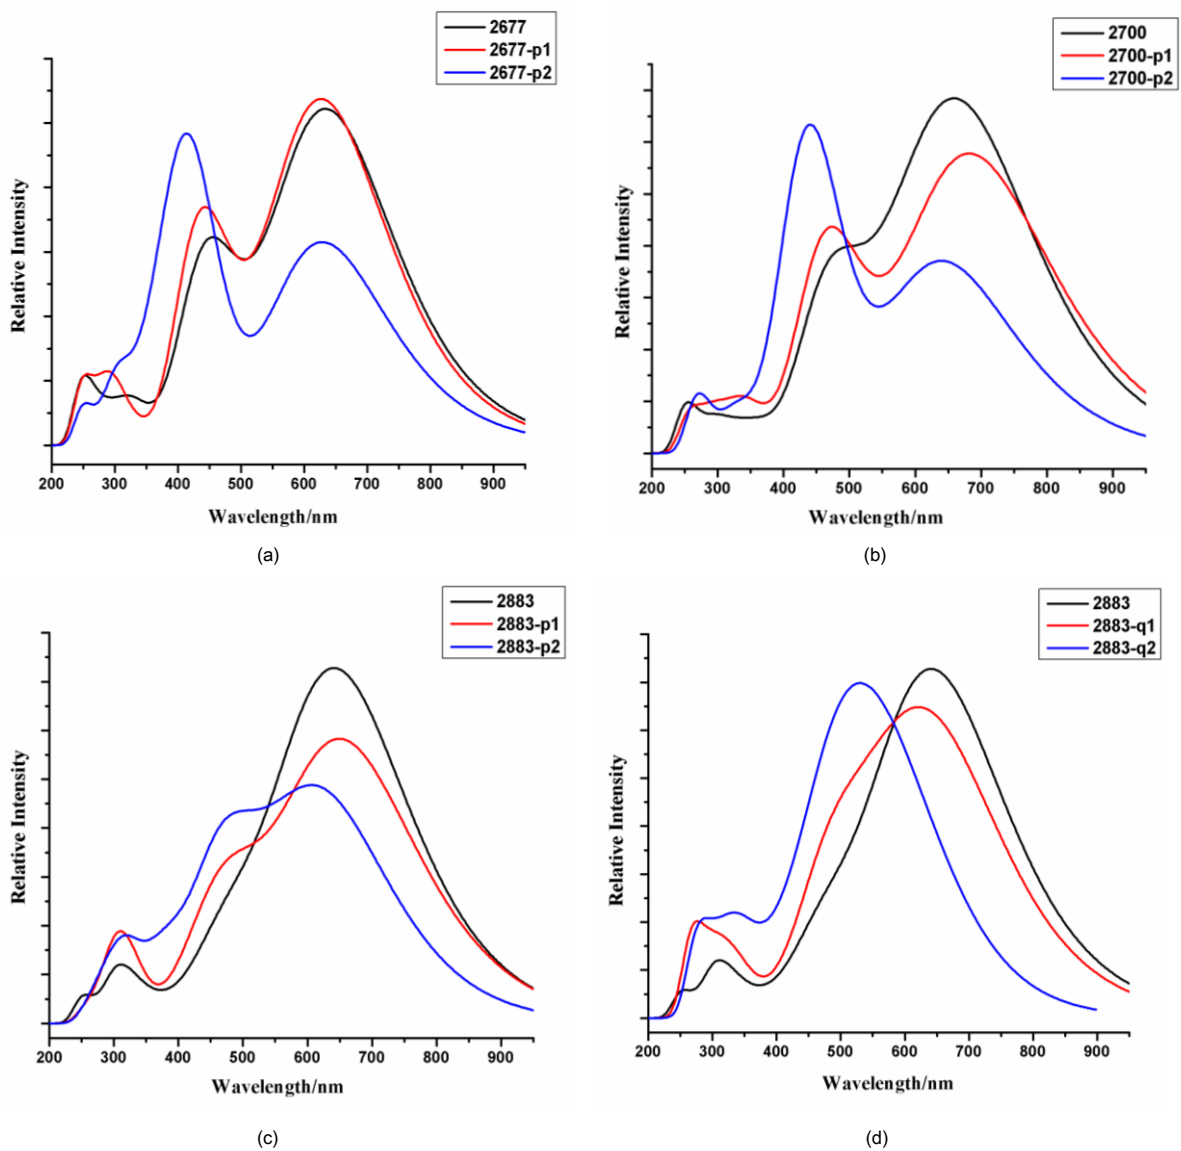 2677
2677-p1
2677-p2
Relative Intensity
200 300 400 500 600 700 800 900
Wavelength/nm
(a)
2700
2700-p1
2700-p2
Relative Intensity
200 300 400 500 600 700 800 900
Wavelength/nm
(b)
2883
2883-p1
2883-p2
Relative Intensity
200 300 400 500 600 700 800 900
Wavelength/nm
(c)
2883
2883-q1
2883-q2
Relative Intensity
200 300 400 500 600 700 800 900
Wavelength/nm
(d)